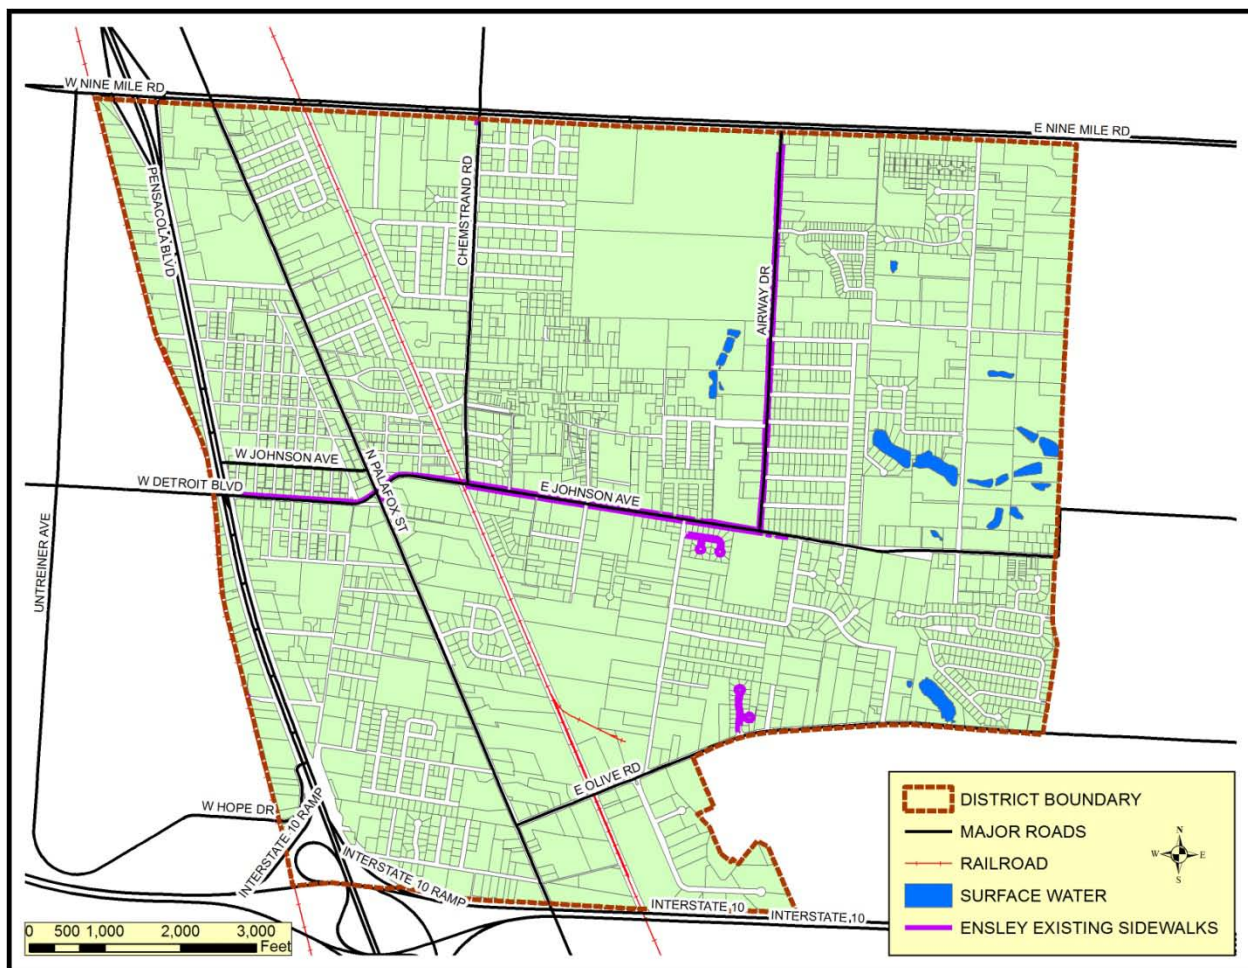 W NINE MILE RD
E NINE MILE RD
PENSACOLA BLVD
CHEMSTRAND RD
AIRWAY DR
W JOHNSON AVE
N PALAFOX ST
W DETROIT BLVD
E JOHNSON AVE
UNTREINER AVE
E OLIVE RD
W HOPE DR
INTERSTATE 10 RAMP
INTERSTATE 10 RAMP
INTERSTATE 10
INTERSTATE 10
DISTRICT BOUNDARY
MAJOR ROADS
RAILROAD
SURFACE WATER
ENSLEY EXISTING SIDEWALKS
N
W E
S
0 500 1,000 2,000 3,000
Feet